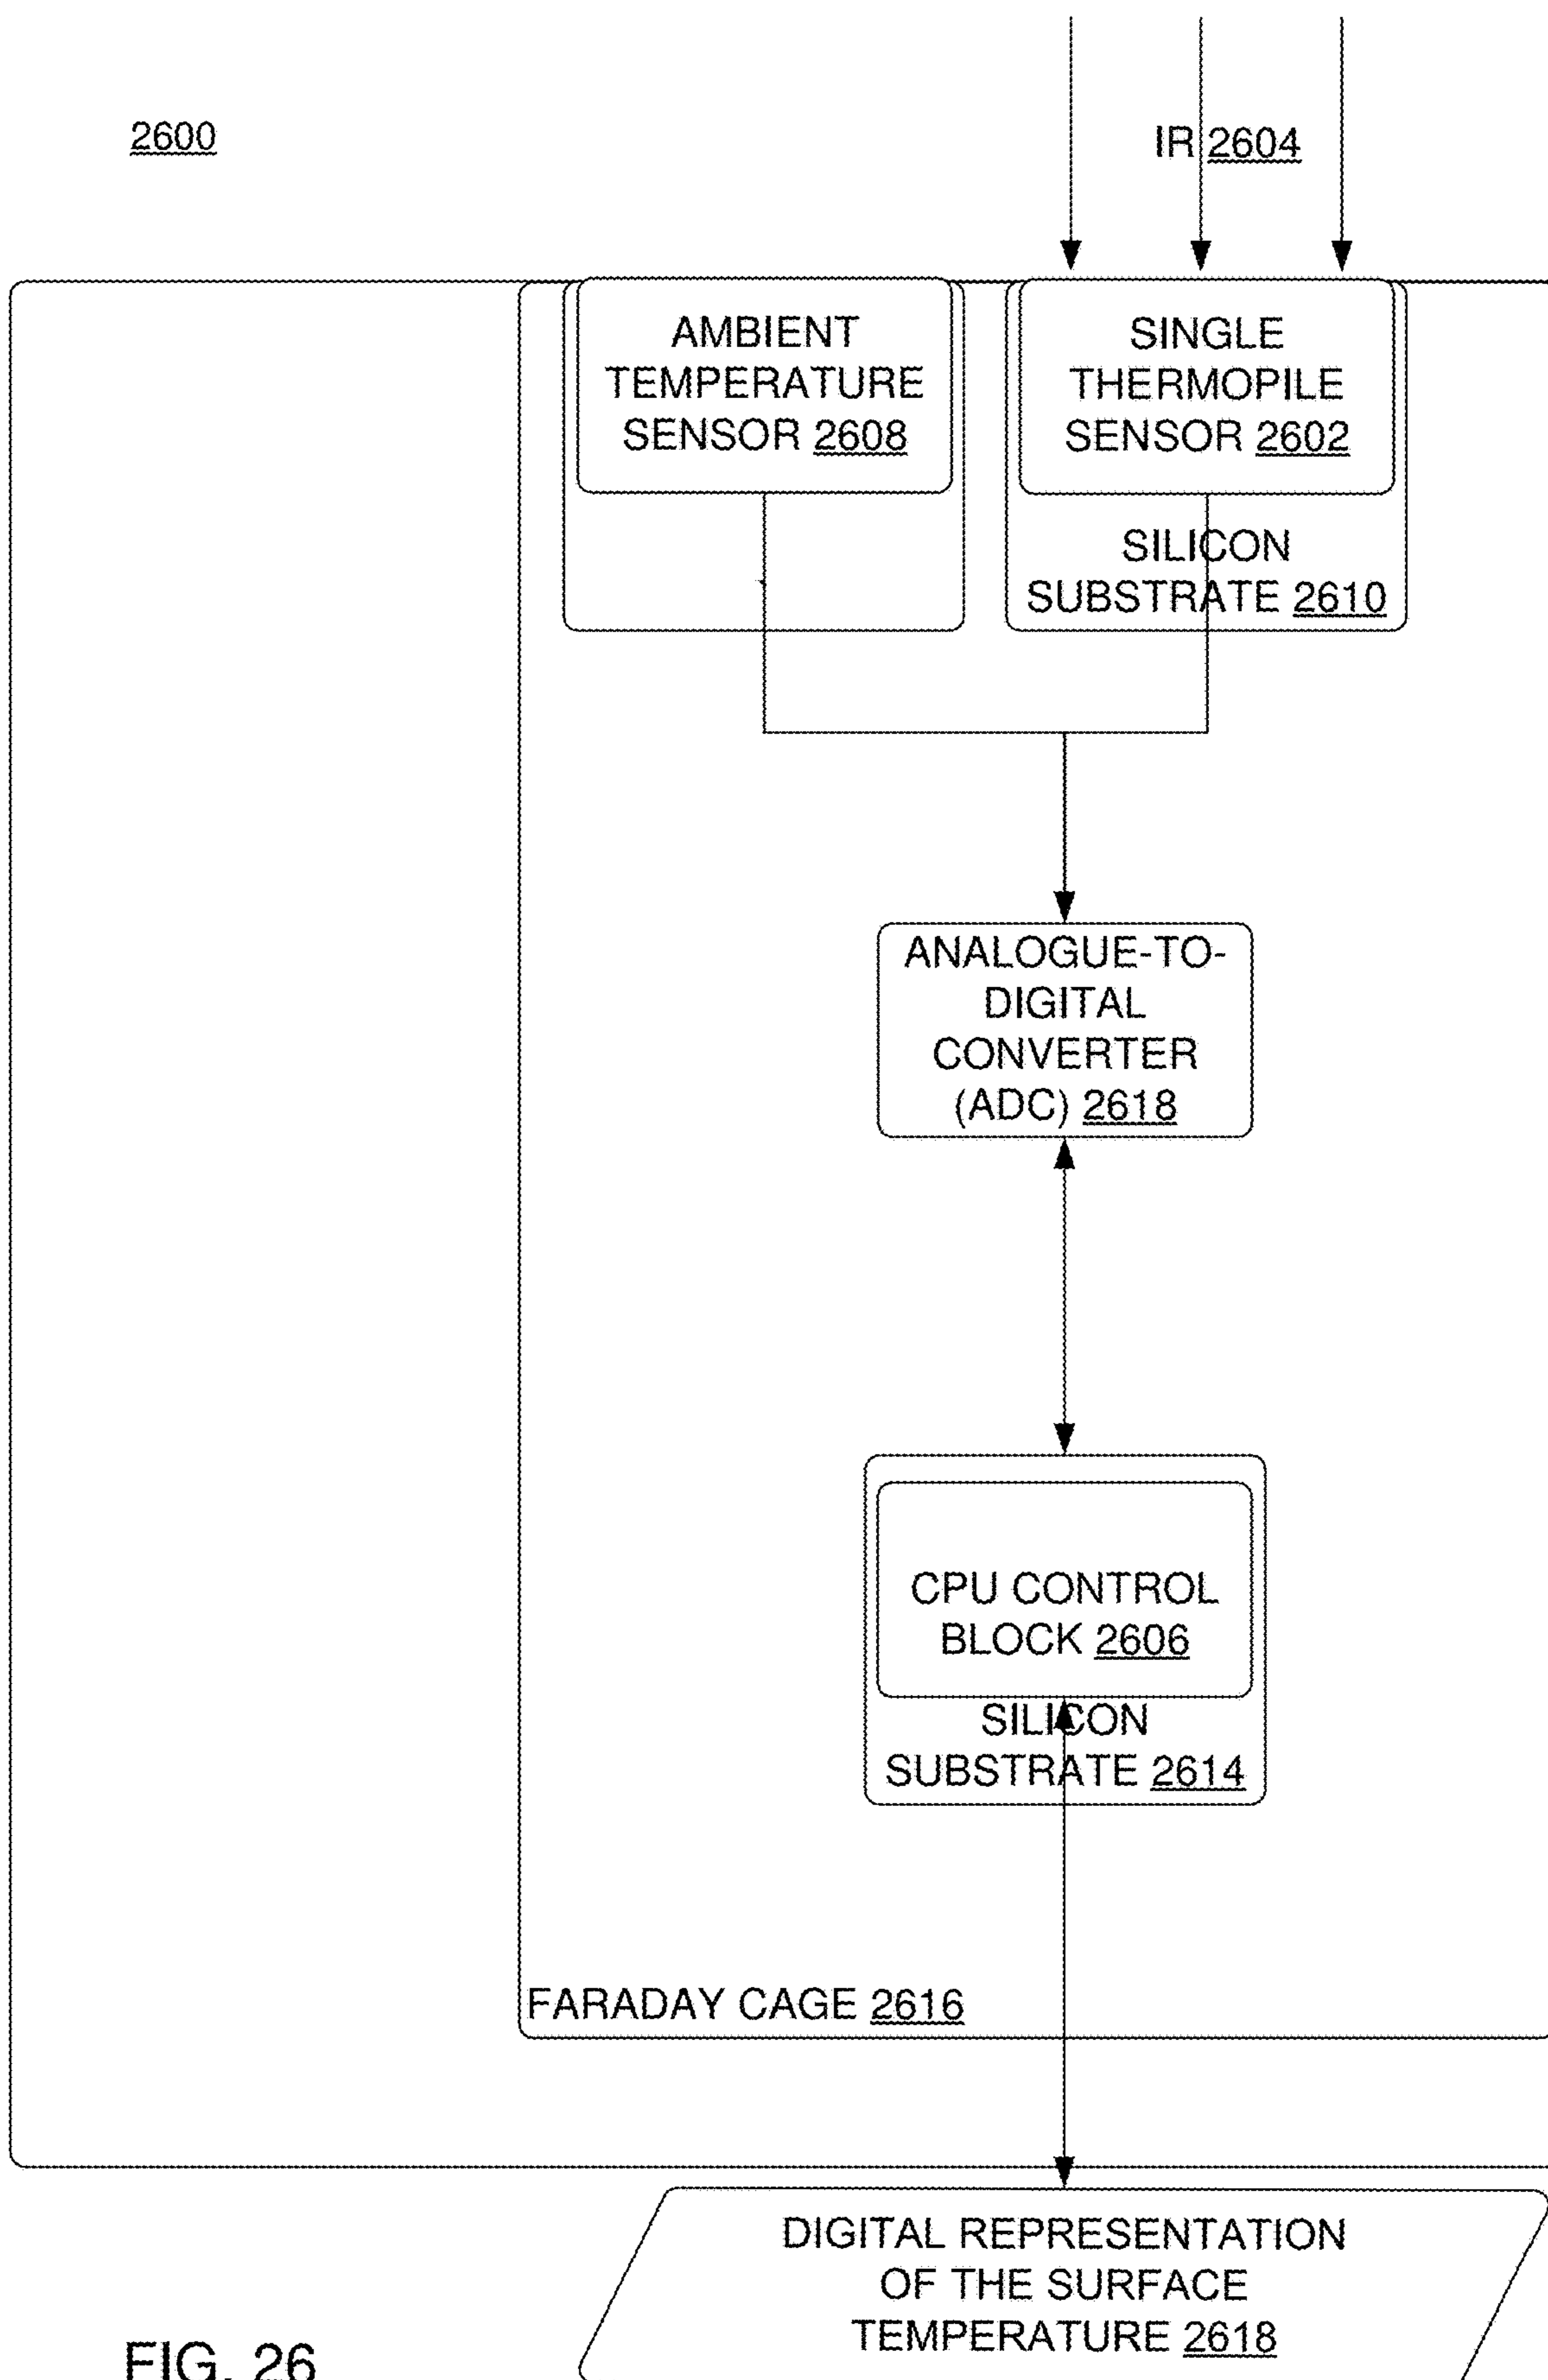 2600
IR 2604
AMBIENT
TEMPERATURE
SENSOR 2608
SINGLE
THERMOPILE
SENSOR 2602
SILICON
SUBSTRATE 2610
ANALOGUE-TO-
DIGITAL
CONVERTER
(ADC) 2618
CPU CONTROL
BLOCK 2606
SILICON
SUBSTRATE 2614
FARADAY CAGE 2616
DIGITAL REPRESENTATION
OF THE SURFACE
TEMPERATURE 2618
FIG. 26